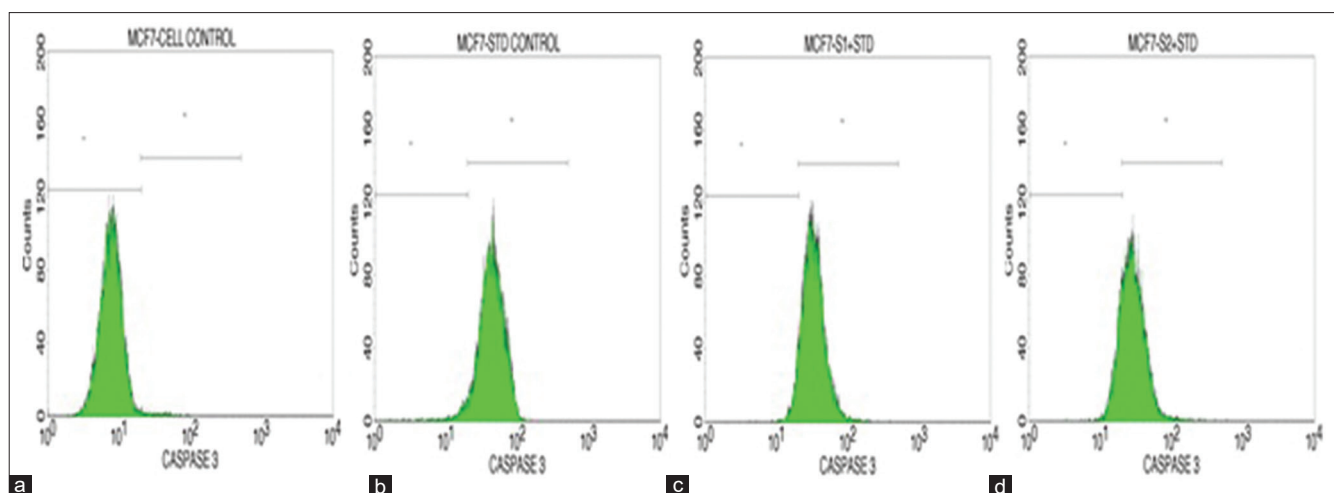 MCF7-CELL CONTROL
200
160
120
80
40
0
Counts
10⁰ 10¹ 10² 10³ 10⁴
CASPASE 3
a
MCF7-STD CONTROL
200
160
120
80
40
0
Counts
10⁰ 10¹ 10² 10³ 10⁴
CASPASE 3
b
MCF7-S1+STD
200
160
120
80
40
0
Counts
10⁰ 10¹ 10² 10³ 10⁴
CASPASE 3
c
MCF7-S2+STD
200
160
120
80
40
0
Counts
10⁰ 10¹ 10² 10³ 10⁴
CASPASE 3
d